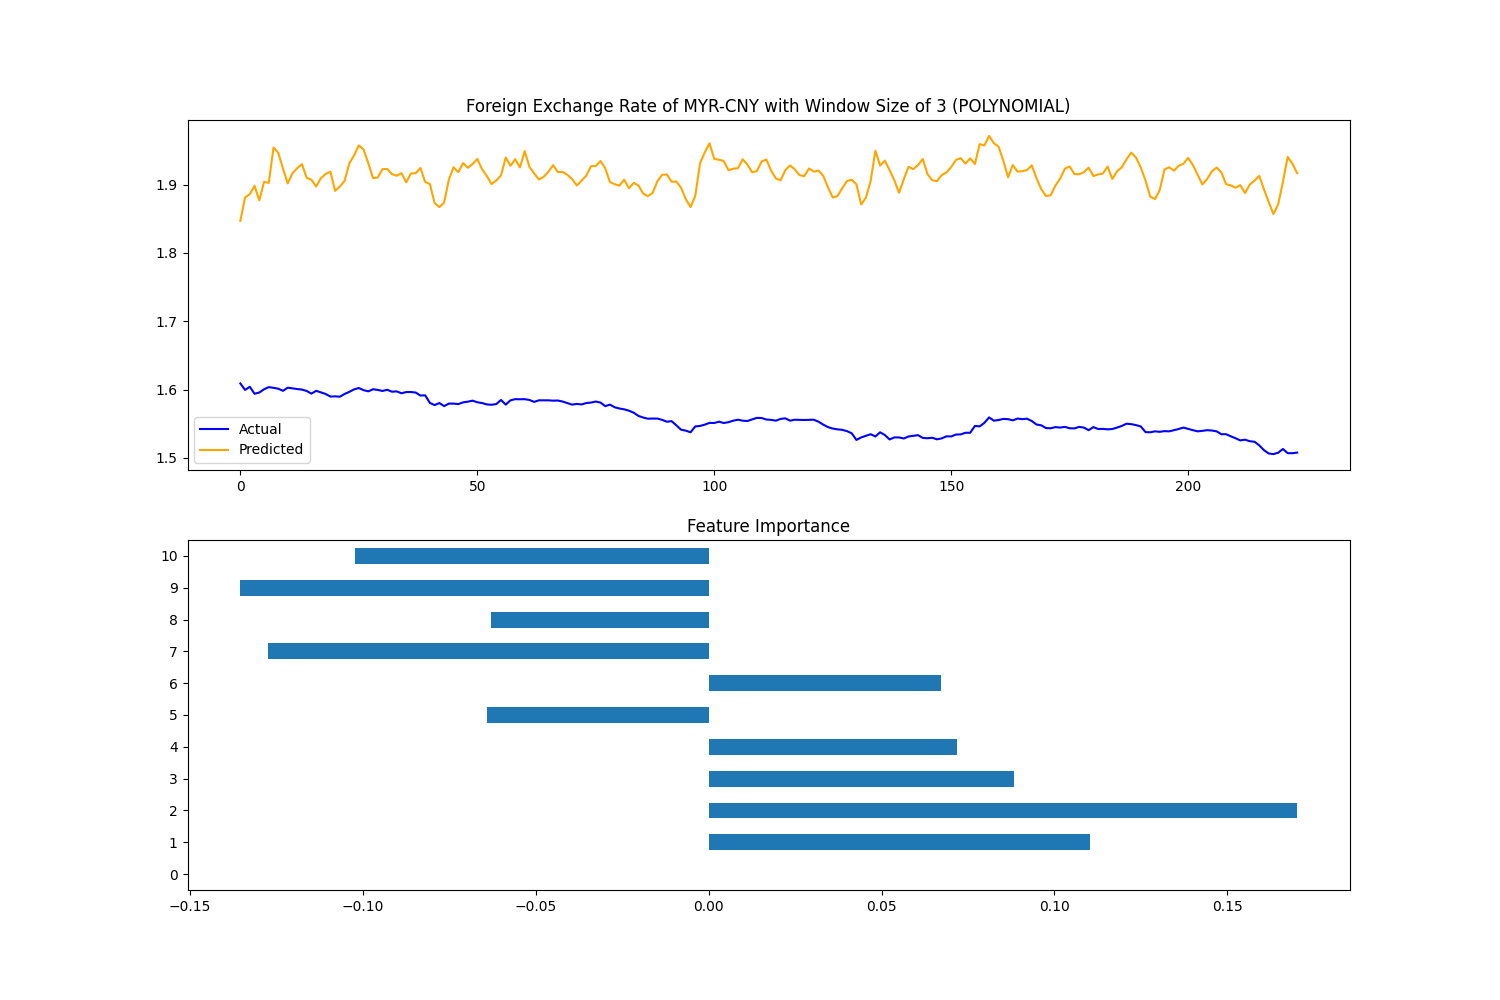 Foreign Exchange Rate of MYR-CNY with Window Size of 3 (POLYNOMIAL)
1.9
1.8
1.7
1.6
1.5
Actual
Predicted
0 50 100 150 200
Feature Importance
10
9
8
7
6
5
4
3
2
1
0
−0.15 −0.10 −0.05 0.00 0.05 0.10 0.15